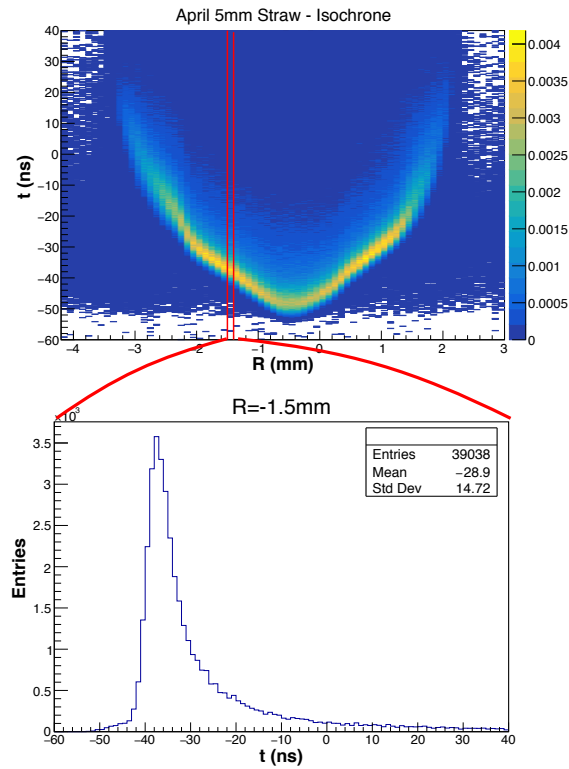 April 5mm Straw - Isochrone
40
30
20
10
0
−10
−20
−30
−40
−50
−60
t (ns)
−4 −3 −2 −1 0 1 2 3
R (mm)
0.004
0.0035
0.003
0.0025
0.002
0.0015
0.001
0.0005
0
R=-1.5mm
×10³
3.5
3
2.5
2
1.5
1
0.5
0
Entries
Entries 39038
Mean −28.9
Std Dev 14.72
−60 −50 −40 −30 −20 −10 0 10 20 30 40
t (ns)